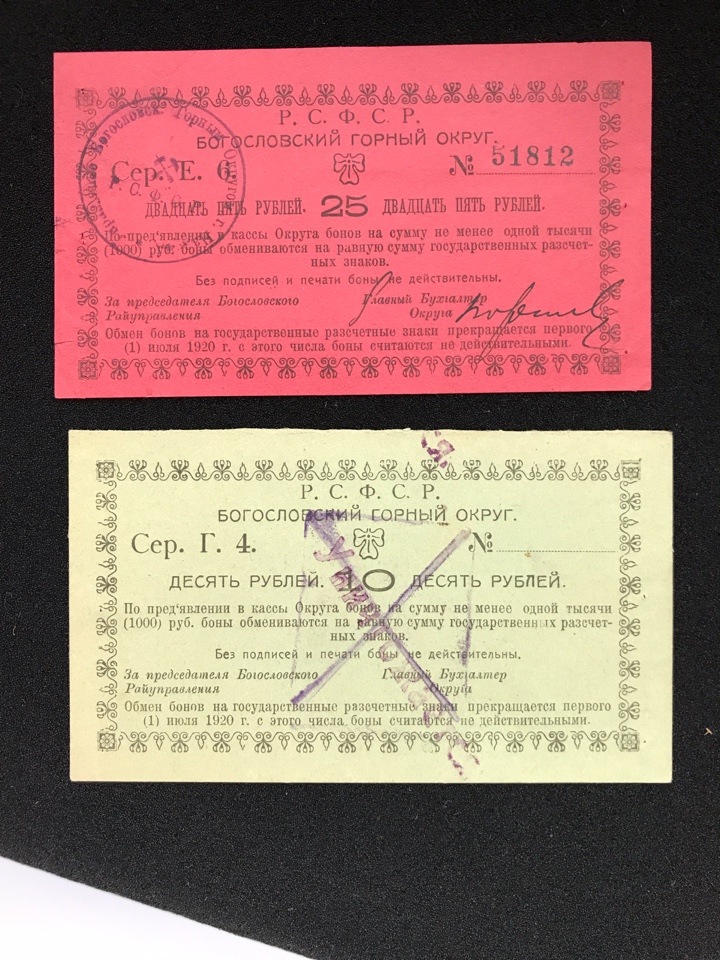 Р. С. Ф. С. Р.
БОГОСЛОВСКИЙ ГОРНЫЙ ОКРУГ.
Сер. Е. 6. № 51812
ДВАДЦАТЬ ПЯТЬ РУБЛЕЙ. 25 ДВАДЦАТЬ ПЯТЬ РУБЛЕЙ.
По пред‘явлении в кассы Округа бонов на сумму не менее одной тысячи
(1000) руб. боны обмениваются на равную сумму государственных разсчет-
ных знаков.
Без подписей и печати боны не действительны.
За председателя Богословского Главный Бухгалтер
Райуправления Округа
Обмен бонов на государственные разсчетные знаки прекращается первого
(1) июля 1920 г. с этого числа боны считаются не действительными.
Богословск. Горным Округом
Р. С. Ф. С. Р.
Р. С. Ф. С. Р.
БОГОСЛОВСКИЙ ГОРНЫЙ ОКРУГ.
Сер. Г. 4. №
ДЕСЯТЬ РУБЛЕЙ. 10 ДЕСЯТЬ РУБЛЕЙ.
По пред‘явлении в кассы Округа бонов на сумму не менее одной тысячи
(1000) руб. боны обмениваются на равную сумму государственных разсчет-
ных знаков.
Без подписей и печати боны не действительны.
За председателя Богословского Главный Бухгалтер
Райуправления Округа
Обмен бонов на государственные разсчетные знаки прекращается первого
(1) июля 1920 г. с этого числа боны считаются не действительными.